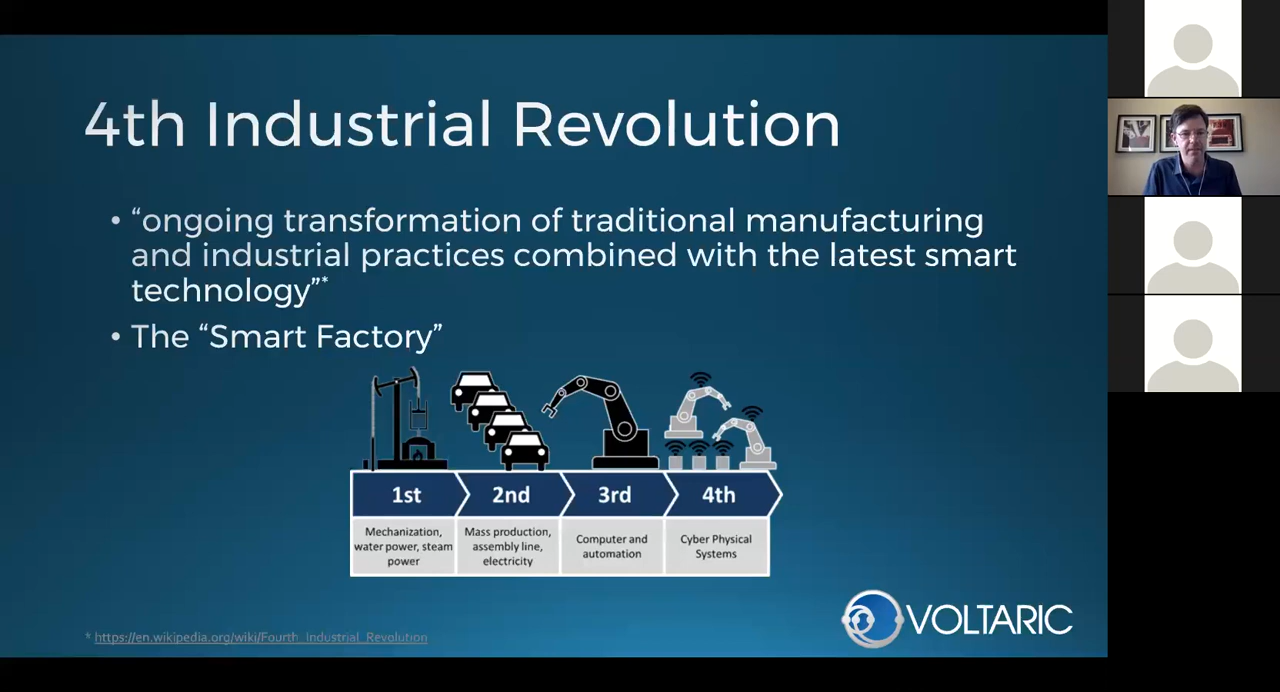 4th Industrial Revolution
• “ongoing transformation of traditional manufacturing
and industrial practices combined with the latest smart
technology”*
• The “Smart Factory”
1st
2nd
3rd
4th
Mechanization,
water power, steam
power
Mass production,
assembly line,
electricity
Computer and
automation
Cyber Physical
Systems
* https://en.wikipedia.org/wiki/Fourth_Industrial_Revolution
VOLTARIC